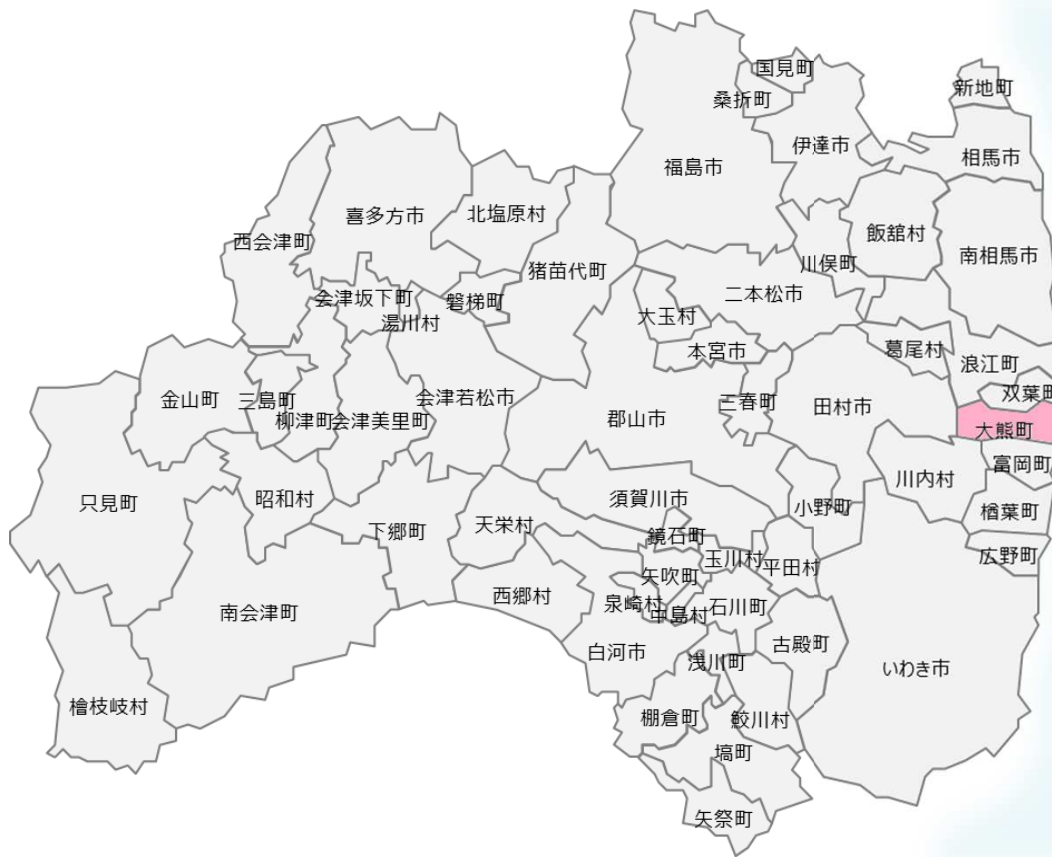 国見町
新地町
桑折町
伊達市
相馬市
福島市
喜多方市
北塩原村
西会津町
飯舘村
南相馬市
川俣町
猪苗代町
会津坂下町
磐梯町
二本松市
湯川村
大玉村
本宮市
葛尾村
浪江町
双葉町
金山町
三島町
会津若松市
三春町
田村市
柳津町
会津美里町
郡山市
大熊町
富岡町
川内村
只見町
昭和村
須賀川市
小野町
楢葉町
下郷町
天栄村
鏡石町
玉川村
平田村
広野町
矢吹町
西郷村
泉崎村
中島村
石川町
南会津町
古殿町
白河市
浅川町
いわき市
檜枝岐村
棚倉町
鮫川村
塙町
矢祭町